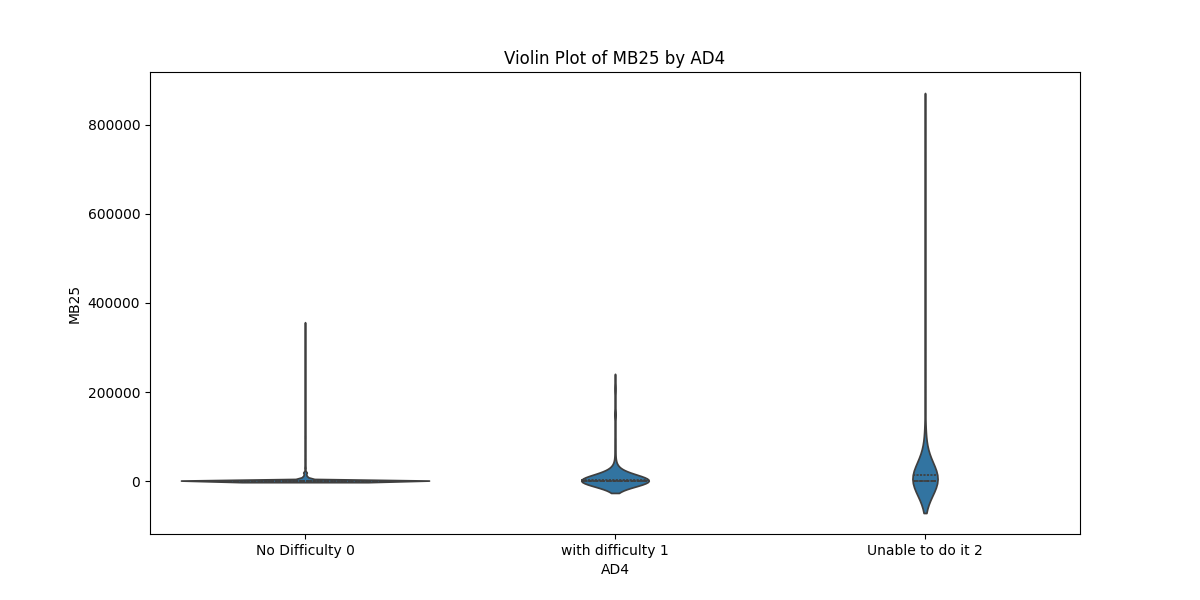 Violin Plot of MB25 by AD4
800000
600000
400000
200000
0
MB25
No Difficulty 0
with difficulty 1
Unable to do it 2
AD4